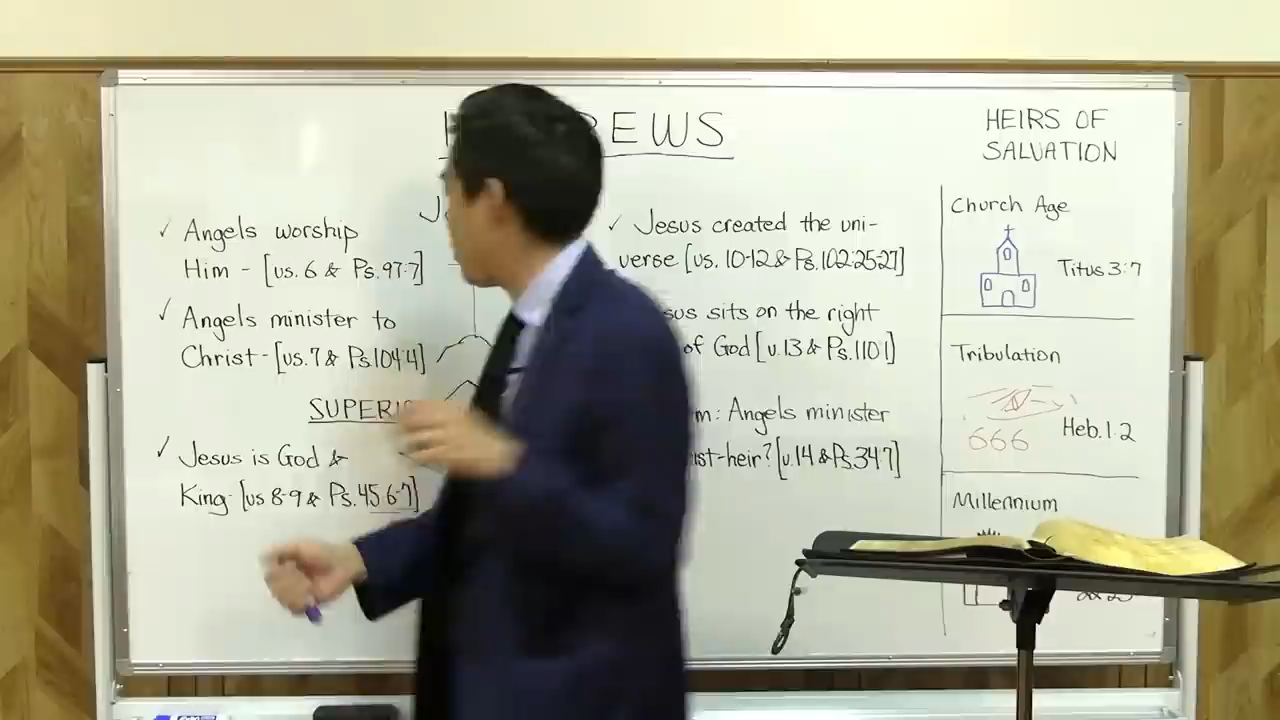 EWS
HEIRS OF
SALVATION
✓ Angels worship
Him - [vs. 6 & Ps. 97:7]
✓ Angels minister to
Christ - [vs. 7 & Ps. 104:4]
✓ Jesus is God &
King - [vs 8-9 & Ps. 45 6-7]
✓ Jesus created the uni-
verse [vs. 10-12 & Ps. 102:25-27]
sits on the right
of God [v. 13 & Ps. 110 1]
Angels minister
heir? [v. 14 & Ps. 34 7]
Church Age
Titus 3:7
Tribulation
666
Heb. 1:2
Millennium